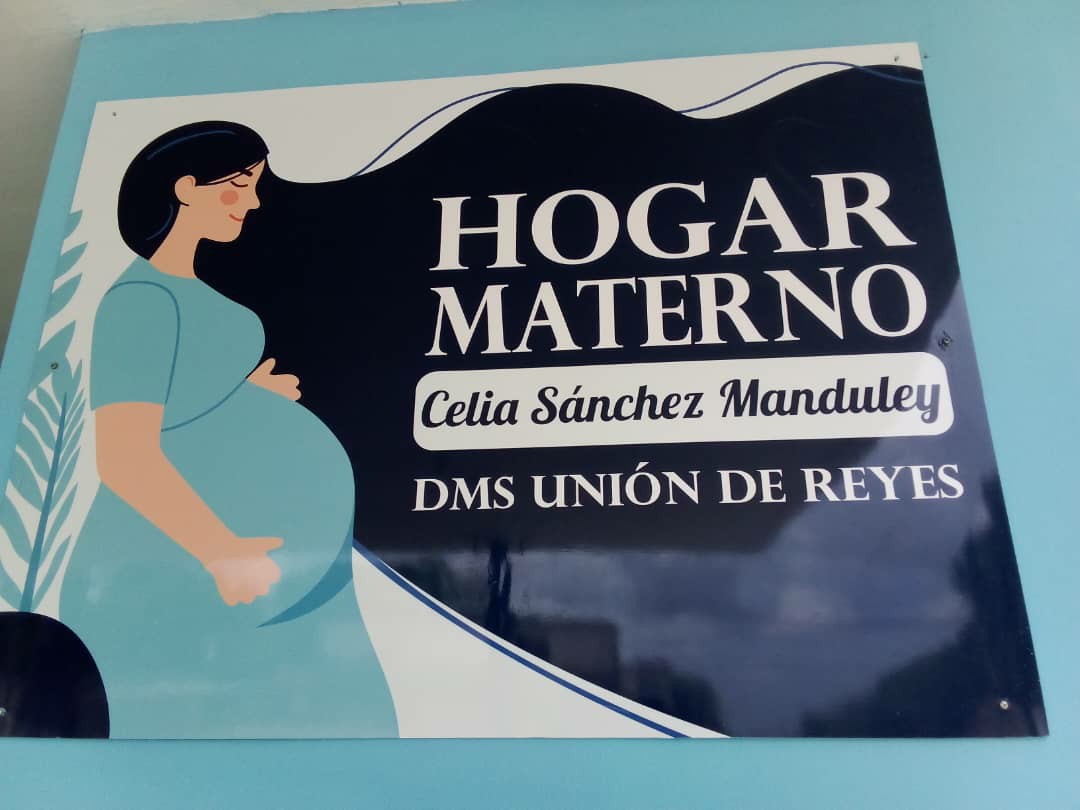 HOGAR
MATERNO
Celia Sánchez Manduley
DMS UNIÓN DE REYES